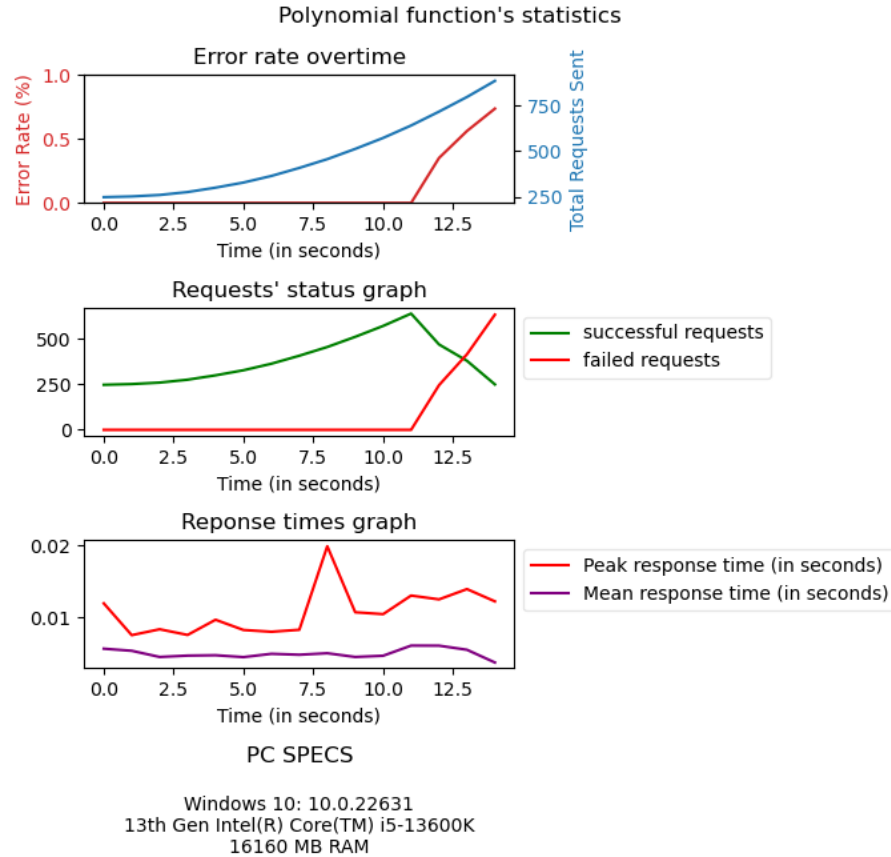 Polynomial function's statistics
Error rate overtime
Error Rate (%)
1.0
0.5
0.0
750
500
250
Total Requests Sent
0.0 2.5 5.0 7.5 10.0 12.5
Time (in seconds)
Requests' status graph
500
250
0
successful requests
failed requests
0.0 2.5 5.0 7.5 10.0 12.5
Time (in seconds)
Reponse times graph
0.02
0.01
Peak response time (in seconds)
Mean response time (in seconds)
0.0 2.5 5.0 7.5 10.0 12.5
Time (in seconds)
PC SPECS
Windows 10: 10.0.22631
13th Gen Intel(R) Core(TM) i5-13600K
16160 MB RAM